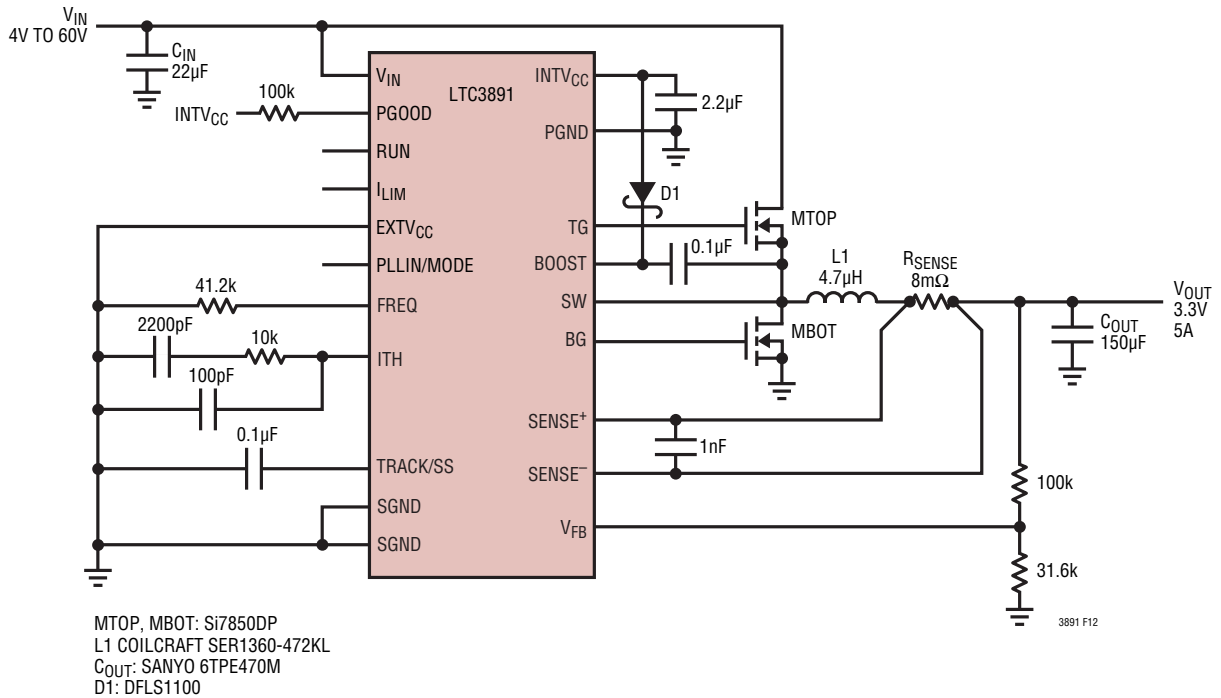 VIN
4V TO 60V
CIN
22µF
INTVCC
100k
LTC3891
VIN
PGOOD
RUN
ILIM
EXTVCC
PLLIN/MODE
FREQ
ITH
TRACK/SS
SGND
SGND
INTVCC
PGND
TG
BOOST
SW
BG
SENSE+
SENSE–
VFB
41.2k
2200pF
10k
100pF
0.1µF
2.2µF
D1
0.1µF
MTOP
MBOT
L1
4.7µH
RSENSE
8mΩ
VOUT
3.3V
5A
COUT
150µF
1nF
100k
31.6k
3891 F12
MTOP, MBOT: Si7850DP
L1 COILCRAFT SER1360-472KL
COUT: SANYO 6TPE470M
D1: DFLS1100